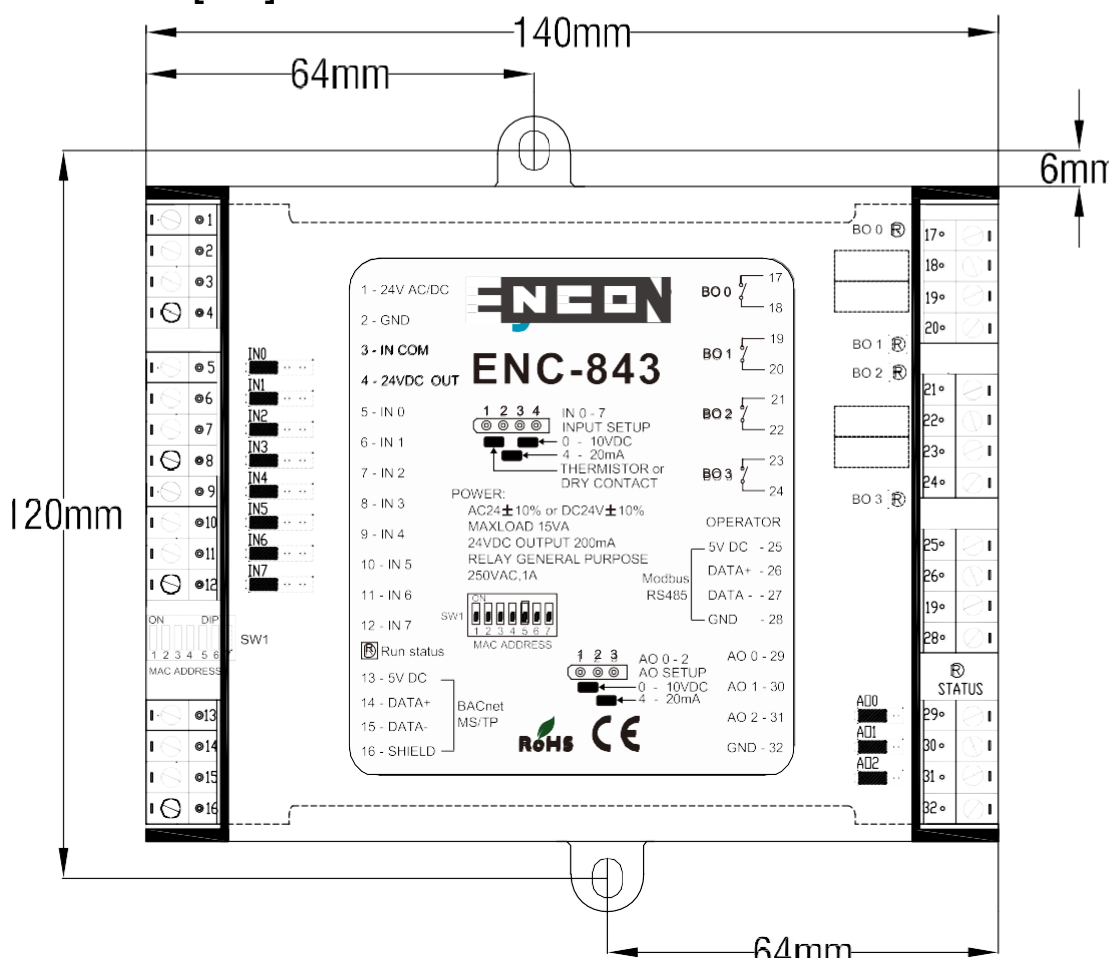 140mm
64mm
6mm
120mm
1
2
3
4
5
6
7
8
9
10
11
12
ON DIP
1 2 3 4 5 6
MAC ADDRESS
SW1
13
14
15
16
IN0
IN1
IN2
IN3
IN4
IN5
IN6
IN7
1 - 24V AC/DC
2 - GND
3 - IN COM
4 - 24VDC OUT
5 - IN 0
6 - IN 1
7 - IN 2
8 - IN 3
9 - IN 4
10 - IN 5
11 - IN 6
12 - IN 7
R Run status
13 - 5V DC
14 - DATA+
15 - DATA-
16 - SHIELD
BACnet
MS/TP
ENCON
ENC-843
1 2 3 4
IN 0 - 7
INPUT SETUP
0 - 10VDC
4 - 20mA
THERMISTOR or
DRY CONTACT
POWER:
AC24±10% or DC24V±10%
MAXLOAD 15VA
24VDC OUTPUT 200mA
RELAY GENERAL PURPOSE
250VAC,1A
SW1
ON
1 2 3 4 5 6 7
MAC ADDRESS
1 2 3
AO 0 - 2
AO SETUP
0 - 10VDC
4 - 20mA
RoHS CE
BO 0
17
18
BO 1
19
20
BO 2
21
22
BO 3
23
24
OPERATOR
Modbus
RS485
5V DC - 25
DATA+ - 26
DATA - - 27
GND - 28
AO 0 - 29
AO 1 - 30
AO 2 - 31
GND - 32
BO 0 R
BO 1 R
BO 2 R
BO 3 R
AO0
AO1
AO2
17
18
19
20
21
22
23
24
25
26
19
28
R
STATUS
29
30
31
32
64mm